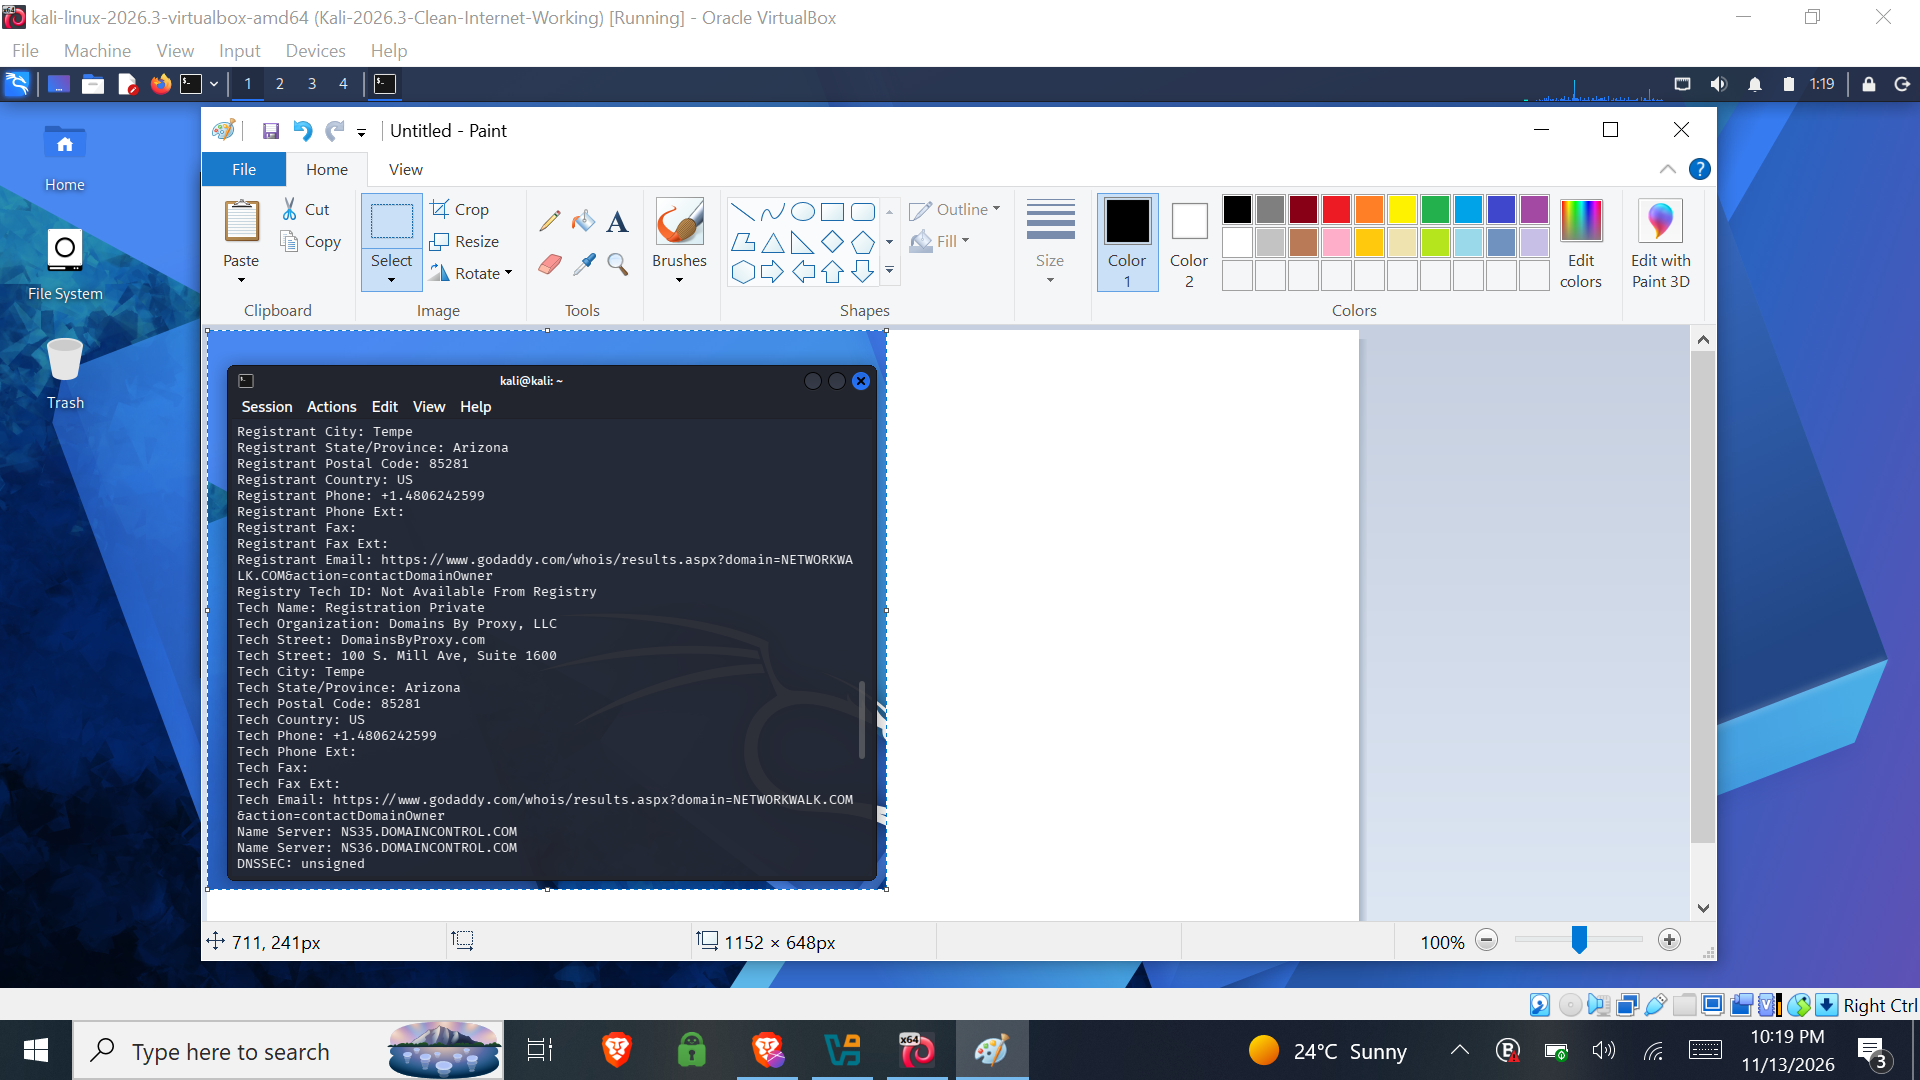 kali-linux-2026.3-virtualbox-amd64 (Kali-2026.3-Clean-Internet-Working) [Running] - Oracle VirtualBox
File Machine View Input Devices Help
1 2 3 4 1:19
Home
File System
Trash
Untitled - Paint
File Home View
Paste
Cut
Copy
Clipboard
Select
Crop
Resize
Rotate
Image
Tools
Brushes
Shapes
Outline
Fill
Size
Color
1
Color
2
Colors
Edit
colors
Edit with
Paint 3D
kali@kali: ~
Session Actions Edit View Help
Registrant City: Tempe
Registrant State/Province: Arizona
Registrant Postal Code: 85281
Registrant Country: US
Registrant Phone: +1.4806242599
Registrant Phone Ext:
Registrant Fax:
Registrant Fax Ext:
Registrant Email: https://www.godaddy.com/whois/results.aspx?domain=NETWORKWA
LK.COM&action=contactDomainOwner
Registry Tech ID: Not Available From Registry
Tech Name: Registration Private
Tech Organization: Domains By Proxy, LLC
Tech Street: DomainsByProxy.com
Tech Street: 100 S. Mill Ave, Suite 1600
Tech City: Tempe
Tech State/Province: Arizona
Tech Postal Code: 85281
Tech Country: US
Tech Phone: +1.4806242599
Tech Phone Ext:
Tech Fax:
Tech Fax Ext:
Tech Email: https://www.godaddy.com/whois/results.aspx?domain=NETWORKWALK.COM
&action=contactDomainOwner
Name Server: NS35.DOMAINCONTROL.COM
Name Server: NS36.DOMAINCONTROL.COM
DNSSEC: unsigned
711, 241px
1152 × 648px
100%
Right Ctrl
Type here to search
x64
24°C Sunny
10:19 PM
11/13/2026
3